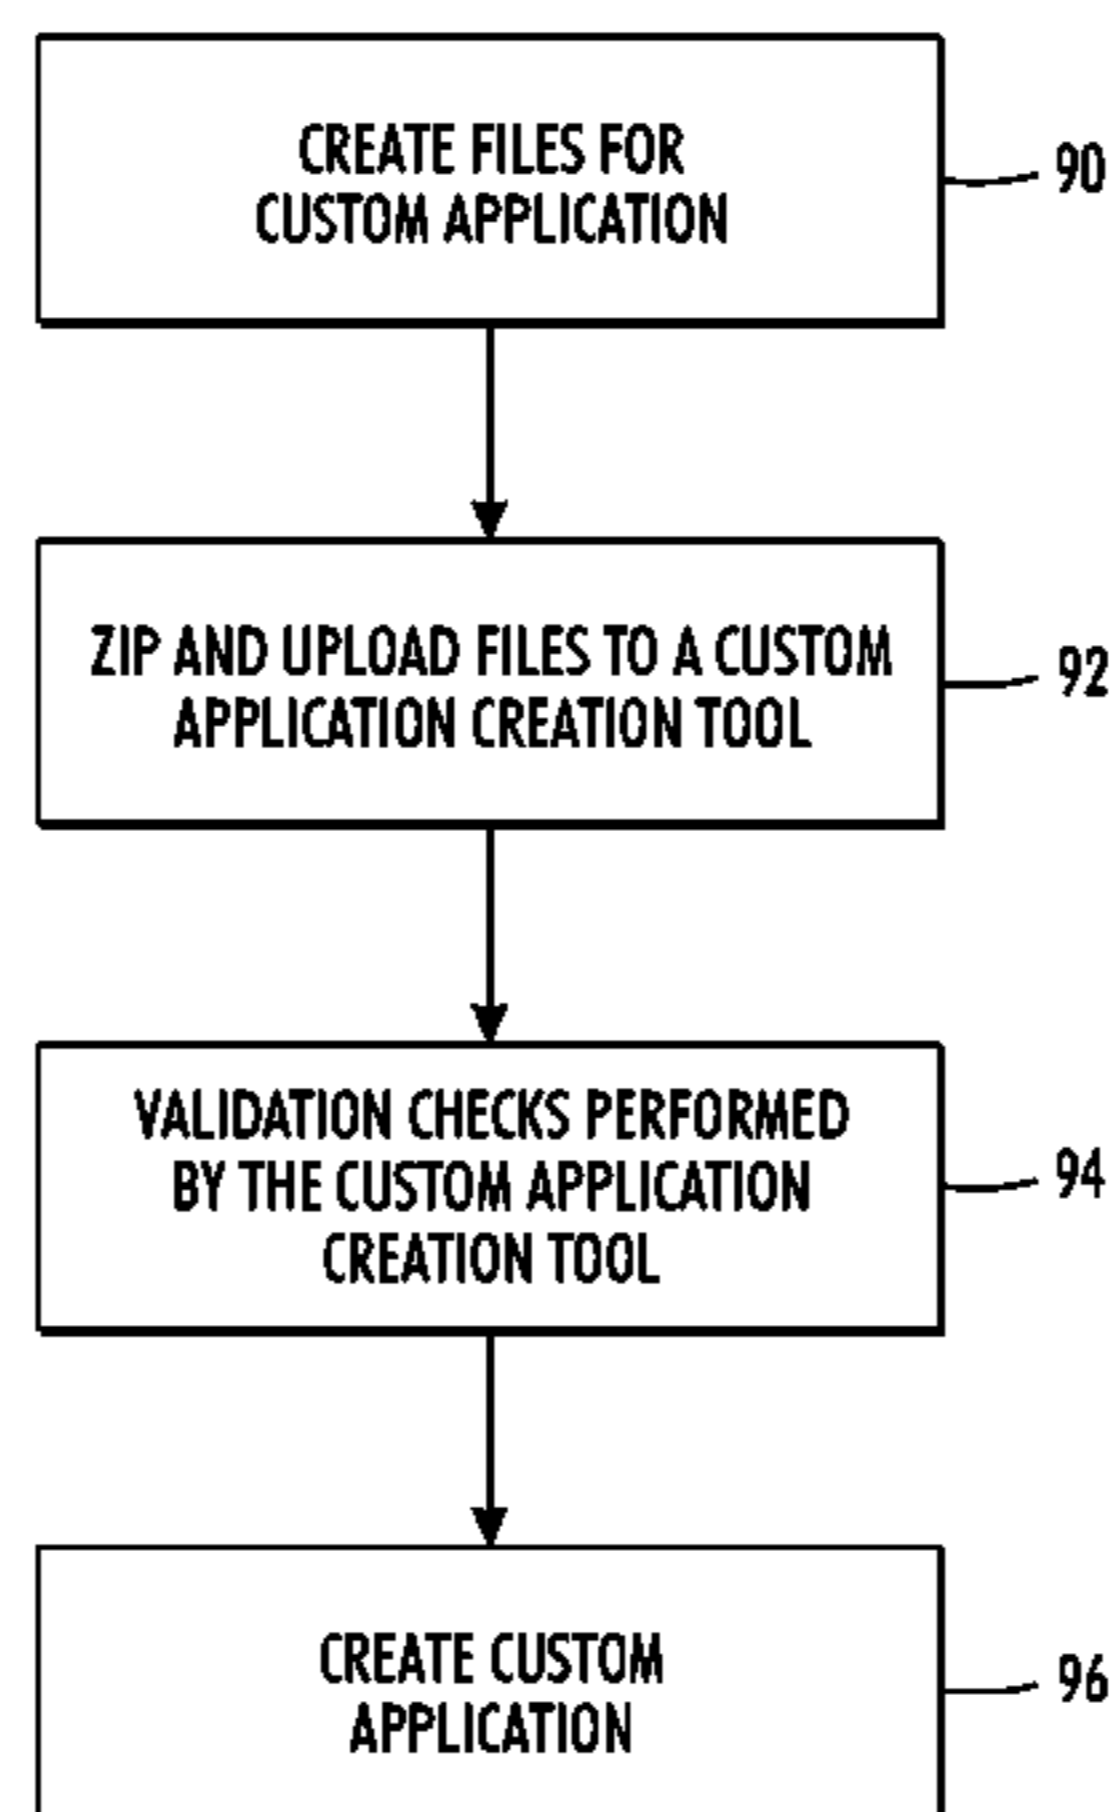 CREATE FILES FOR
CUSTOM APPLICATION
90
ZIP AND UPLOAD FILES TO A CUSTOM
APPLICATION CREATION TOOL
92
VALIDATION CHECKS PERFORMED
BY THE CUSTOM APPLICATION
CREATION TOOL
94
CREATE CUSTOM
APPLICATION
96